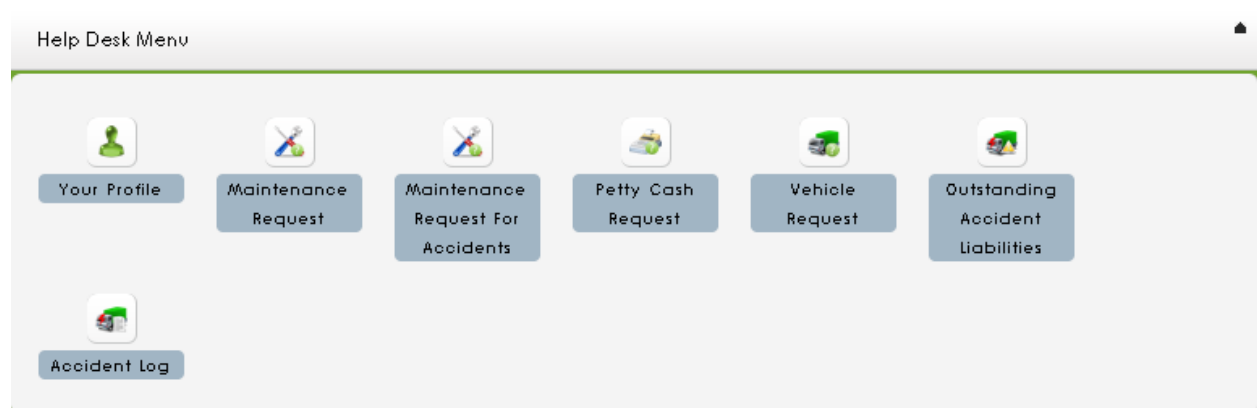 Help Desk Menu
Your Profile
Maintenance
Request
Maintenance
Request For
Accidents
Petty Cash
Request
Vehicle
Request
Outstanding
Accident
Liabilities
Accident Log